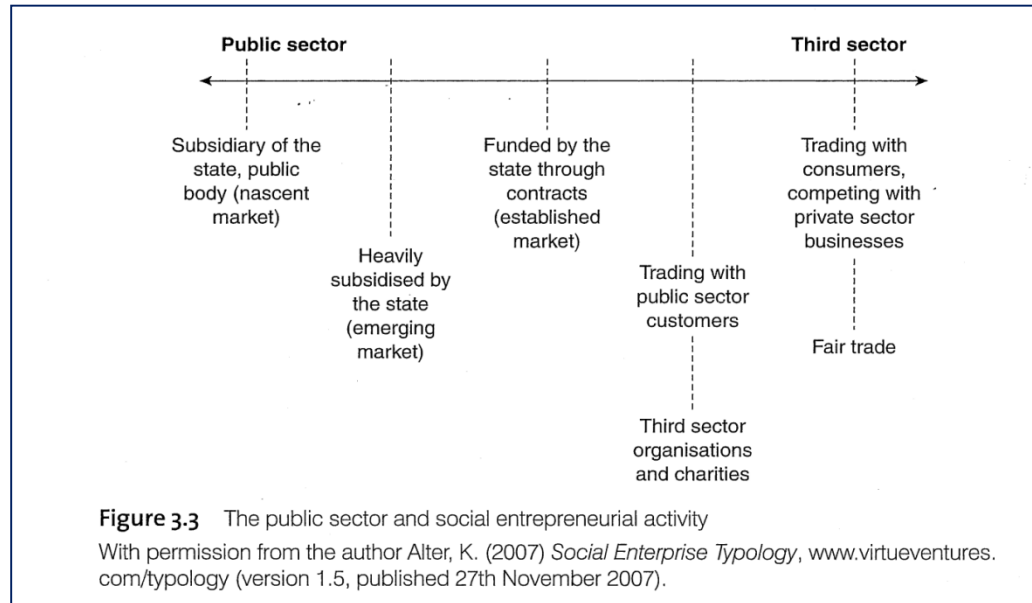 Public sector
Third sector
Subsidiary of the
state, public
body (nascent
market)
Heavily
subsidised by
the state
(emerging
market)
Funded by the
state through
contracts
(established
market)
Trading with
public sector
customers
Third sector
organisations
and charities
Trading with
consumers,
competing with
private sector
businesses
Fair trade
Figure 3.3 The public sector and social entrepreneurial activity
With permission from the author Alter, K. (2007) Social Enterprise Typology, www.virtueventures.
com/typology (version 1.5, published 27th November 2007).